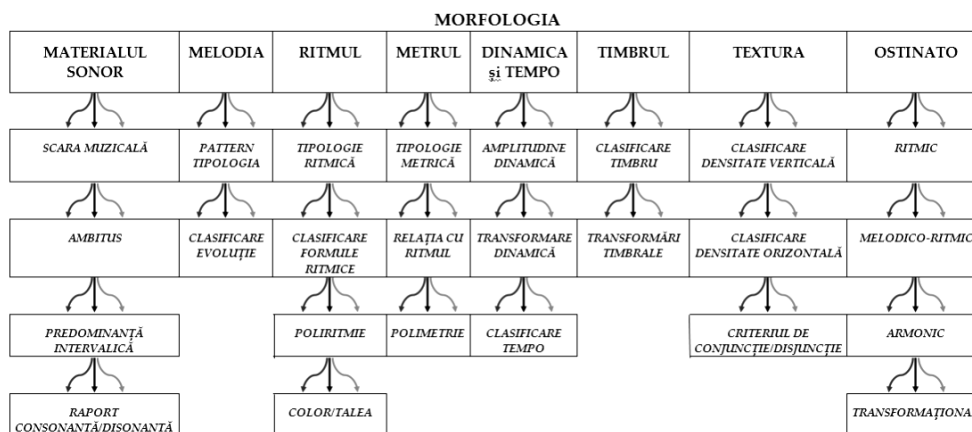 MORFOLOGIA
MATERIALUL SONOR
MELODIA
RITMUL
METRUL
DINAMICA și TEMPO
TIMBRUL
TEXTURA
OSTINATO
SCARA MUZICALĂ
PATTERN TIPOLOGIA
TIPOLOGIE RITMICĂ
TIPOLOGIE METRICĂ
AMPLITUDINE DINAMICĂ
CLASIFICARE TIMBRU
CLASIFICARE DENSITATE VERTICALĂ
RITMIC
AMBITUS
CLASIFICARE EVOLUȚIE
CLASIFICARE FORMULE RITMICE
RELAȚIA CU RITMUL
TRANSFORMARE DINAMICĂ
TRANSFORMĂRI TIMBRALE
CLASIFICARE DENSITATE ORIZONTALĂ
MELODICO-RITMIC
PREDOMINANȚĂ INTERVALICĂ
POLIRITMIE
POLIMETRIE
CLASIFICARE TEMPO
CRITERIUL DE CONJUNCȚIE/DISJUNCȚIE
ARMONIC
RAPORT CONSONANȚĂ/DISONANȚĂ
COLOR/TALEA
TRANSFORMAȚIONAL